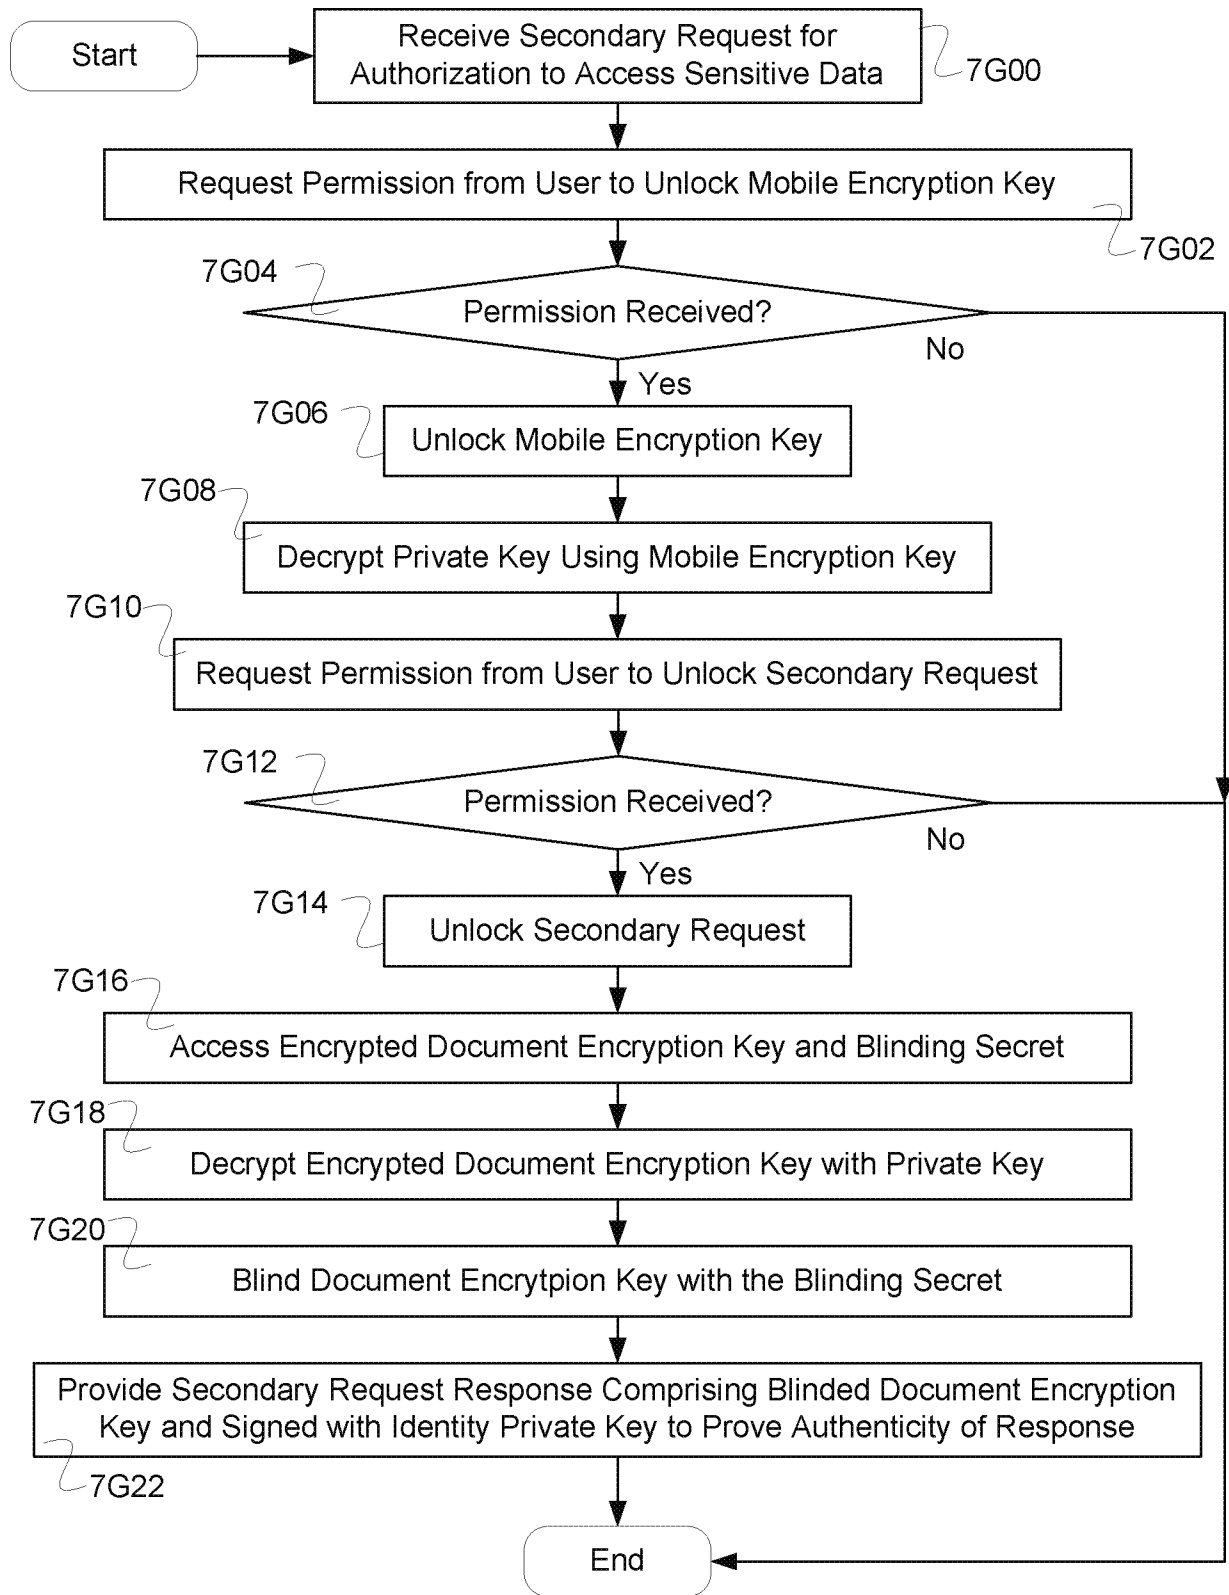 Start
Receive Secondary Request for
Authorization to Access Sensitive Data
7G00
Request Permission from User to Unlock Mobile Encryption Key
7G02
7G04
Permission Received?
No
Yes
7G06
Unlock Mobile Encryption Key
7G08
Decrypt Private Key Using Mobile Encryption Key
7G10
Request Permission from User to Unlock Secondary Request
7G12
Permission Received?
No
Yes
7G14
Unlock Secondary Request
7G16
Access Encrypted Document Encryption Key and Blinding Secret
7G18
Decrypt Encrypted Document Encryption Key with Private Key
7G20
Blind Document Encrytpion Key with the Blinding Secret
Provide Secondary Request Response Comprising Blinded Document Encryption
Key and Signed with Identity Private Key to Prove Authenticity of Response
7G22
End